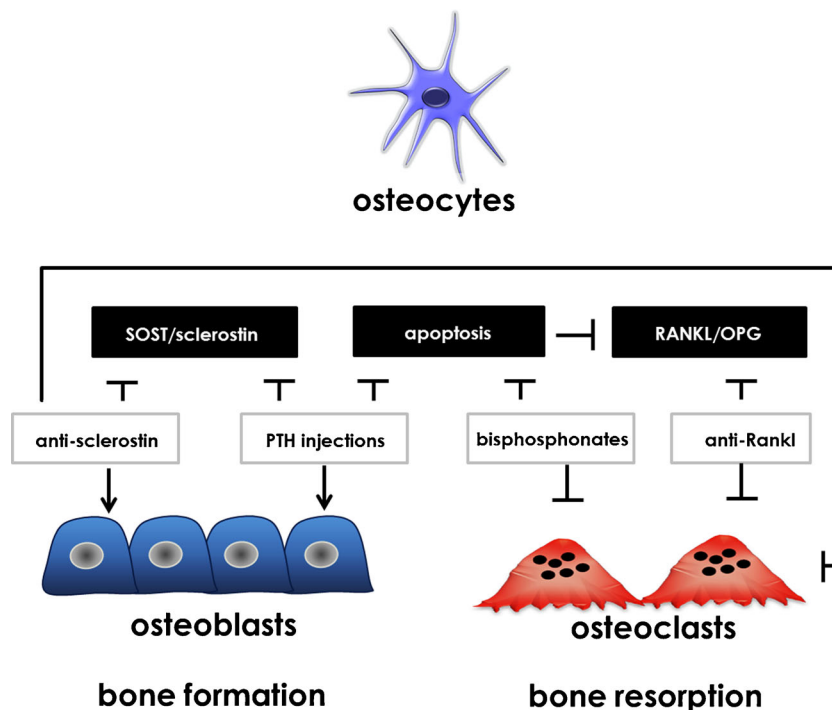 osteocytes
SOST/sclerostin
apoptosis
RANKL/OPG
anti-sclerostin
PTH injections
bisphosphonates
anti-Rankl
osteoblasts
osteoclasts
bone formation
bone resorption